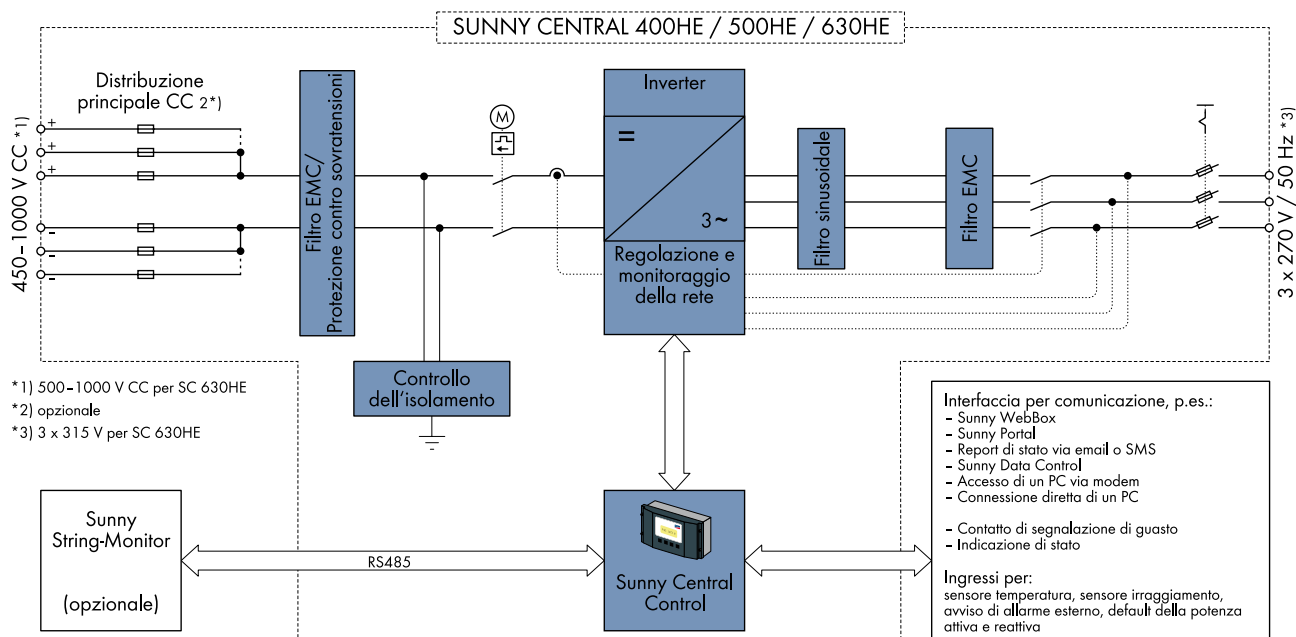 SUNNY CENTRAL 400HE / 500HE / 630HE
Distribuzione
principale CC 2*)
450–1000 V CC *1)
+
+
+
-
-
-
Filtro EMC/
Protezione contro sovratensioni
M
Inverter
=
3~
Regolazione e
monitoraggio
della rete
Filtro sinusoidale
Filtro EMC
3 x 270 V / 50 Hz *3)
Controllo
dell'isolamento
*1) 500–1000 V CC per SC 630HE
*2) opzionale
*3) 3 x 315 V per SC 630HE
Sunny
String-Monitor
(opzionale)
RS485
Sunny Central
Control
Interfaccia per comunicazione, p.es.:
– Sunny WebBox
– Sunny Portal
– Report di stato via email o SMS
– Sunny Data Control
– Accesso di un PC via modem
– Connessione diretta di un PC
– Contatto di segnalazione di guasto
– Indicazione di stato
Ingressi per:
sensore temperatura, sensore irraggiamento,
avviso di allarme esterno, default della potenza
attiva e reattiva